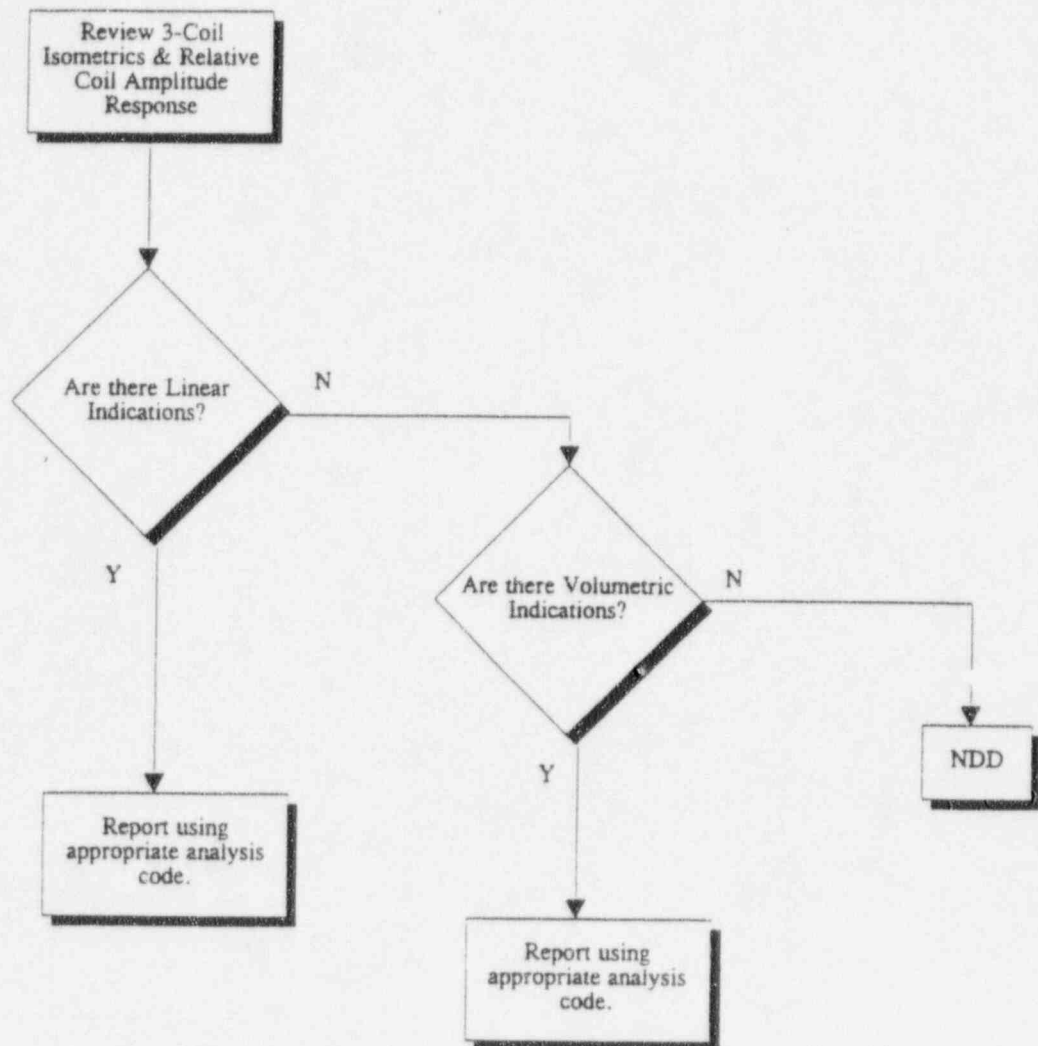 Review 3-Coil
Isometrics & Relative
Coil Amplitude
Response
Are there Linear
Indications?
N
Y
Are there Volumetric
Indications?
N
Y
NDD
Report using
appropriate analysis
code.
Report using
appropriate analysis
code.